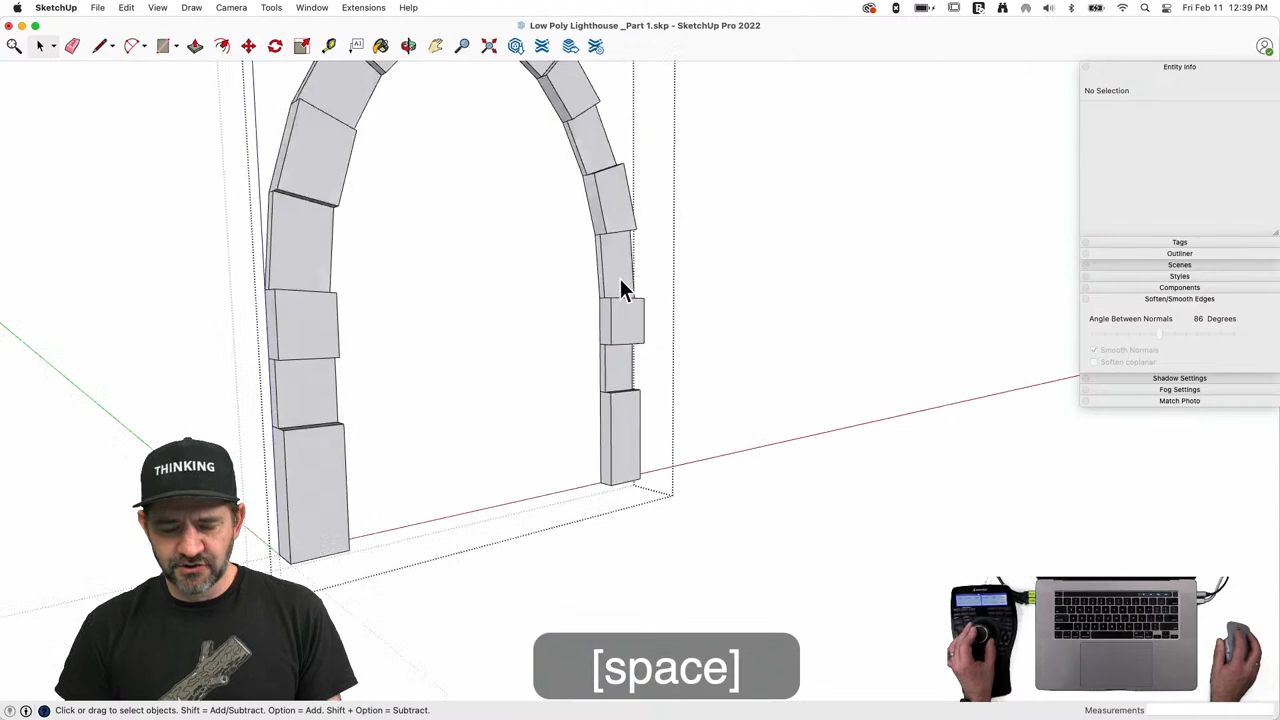 SketchUp File Edit View Draw Camera Tools Window Extensions Help Fri Feb 11 12:39 PM
Low Poly Lighthouse _Part 1.skp - SketchUp Pro 2022
Entity Info
No Selection
Tags
Outliner
Scenes
Styles
Components
Soften/Smooth Edges
Angle Between Normals 86 Degrees
Smooth Normals
Soften coplanar
Shadow Settings
Fog Settings
Match Photo
THINKING
[space]
Click or drag to select objects. Shift = Add/Subtract. Option = Add. Shift + Option = Subtract. Measurements